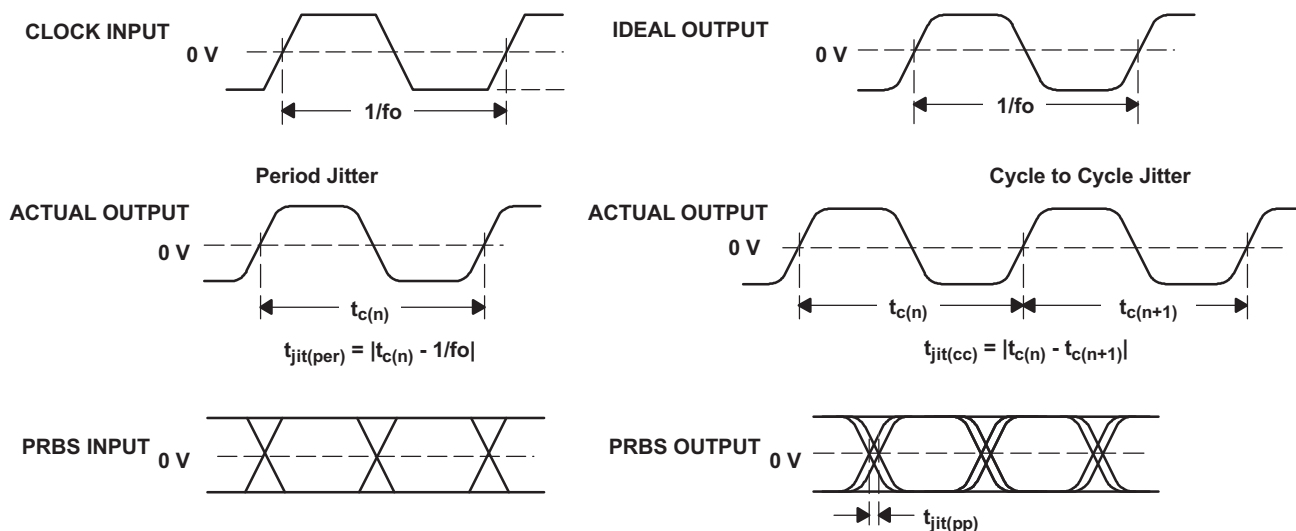 CLOCK INPUT
0 V
1/fo
IDEAL OUTPUT
0 V
1/fo
Period Jitter
ACTUAL OUTPUT
0 V
tc(n)
tjit(per) = |tc(n) - 1/fo|
Cycle to Cycle Jitter
ACTUAL OUTPUT
0 V
tc(n)
tc(n+1)
tjit(cc) = |tc(n) - tc(n+1)|
PRBS INPUT
0 V
PRBS OUTPUT
0 V
tjit(pp)